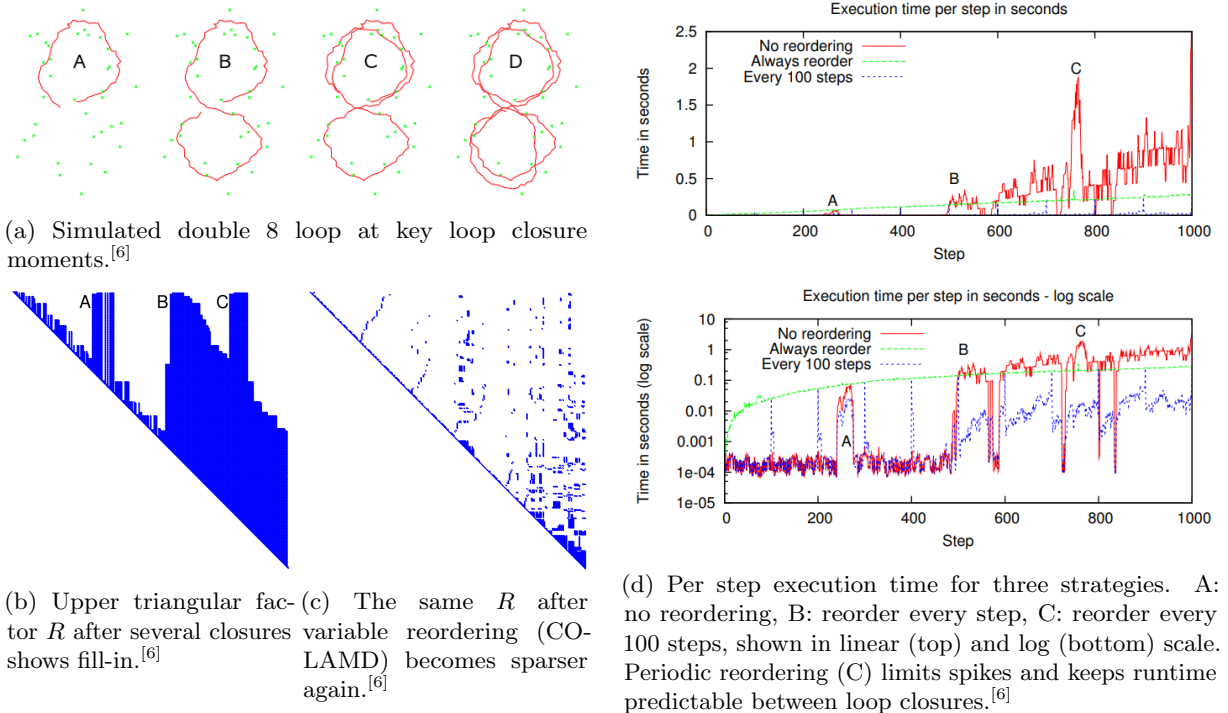 A
B
C
D
(a) Simulated double 8 loop at key loop closure
moments.[6]
A
B
C
(b) Upper triangular fac-
tor R after several closures
shows fill-in.[6]
(c) The same R after
variable reordering (CO-
LAMD) becomes sparser
again.[6]
Execution time per step in seconds
No reordering
Always reorder
Every 100 steps
Time in seconds
2.5
2
1.5
1
0.5
0
A
B
C
0 200 400 600 800 1000
Step
Execution time per step in seconds - log scale
No reordering
Always reorder
Every 100 steps
Time in seconds (log scale)
10
1
0.1
0.01
0.001
1e-04
1e-05
A
B
C
0 200 400 600 800 1000
Step
(d) Per step execution time for three strategies. A:
no reordering, B: reorder every step, C: reorder every
100 steps, shown in linear (top) and log (bottom) scale.
Periodic reordering (C) limits spikes and keeps runtime
predictable between loop closures.[6]